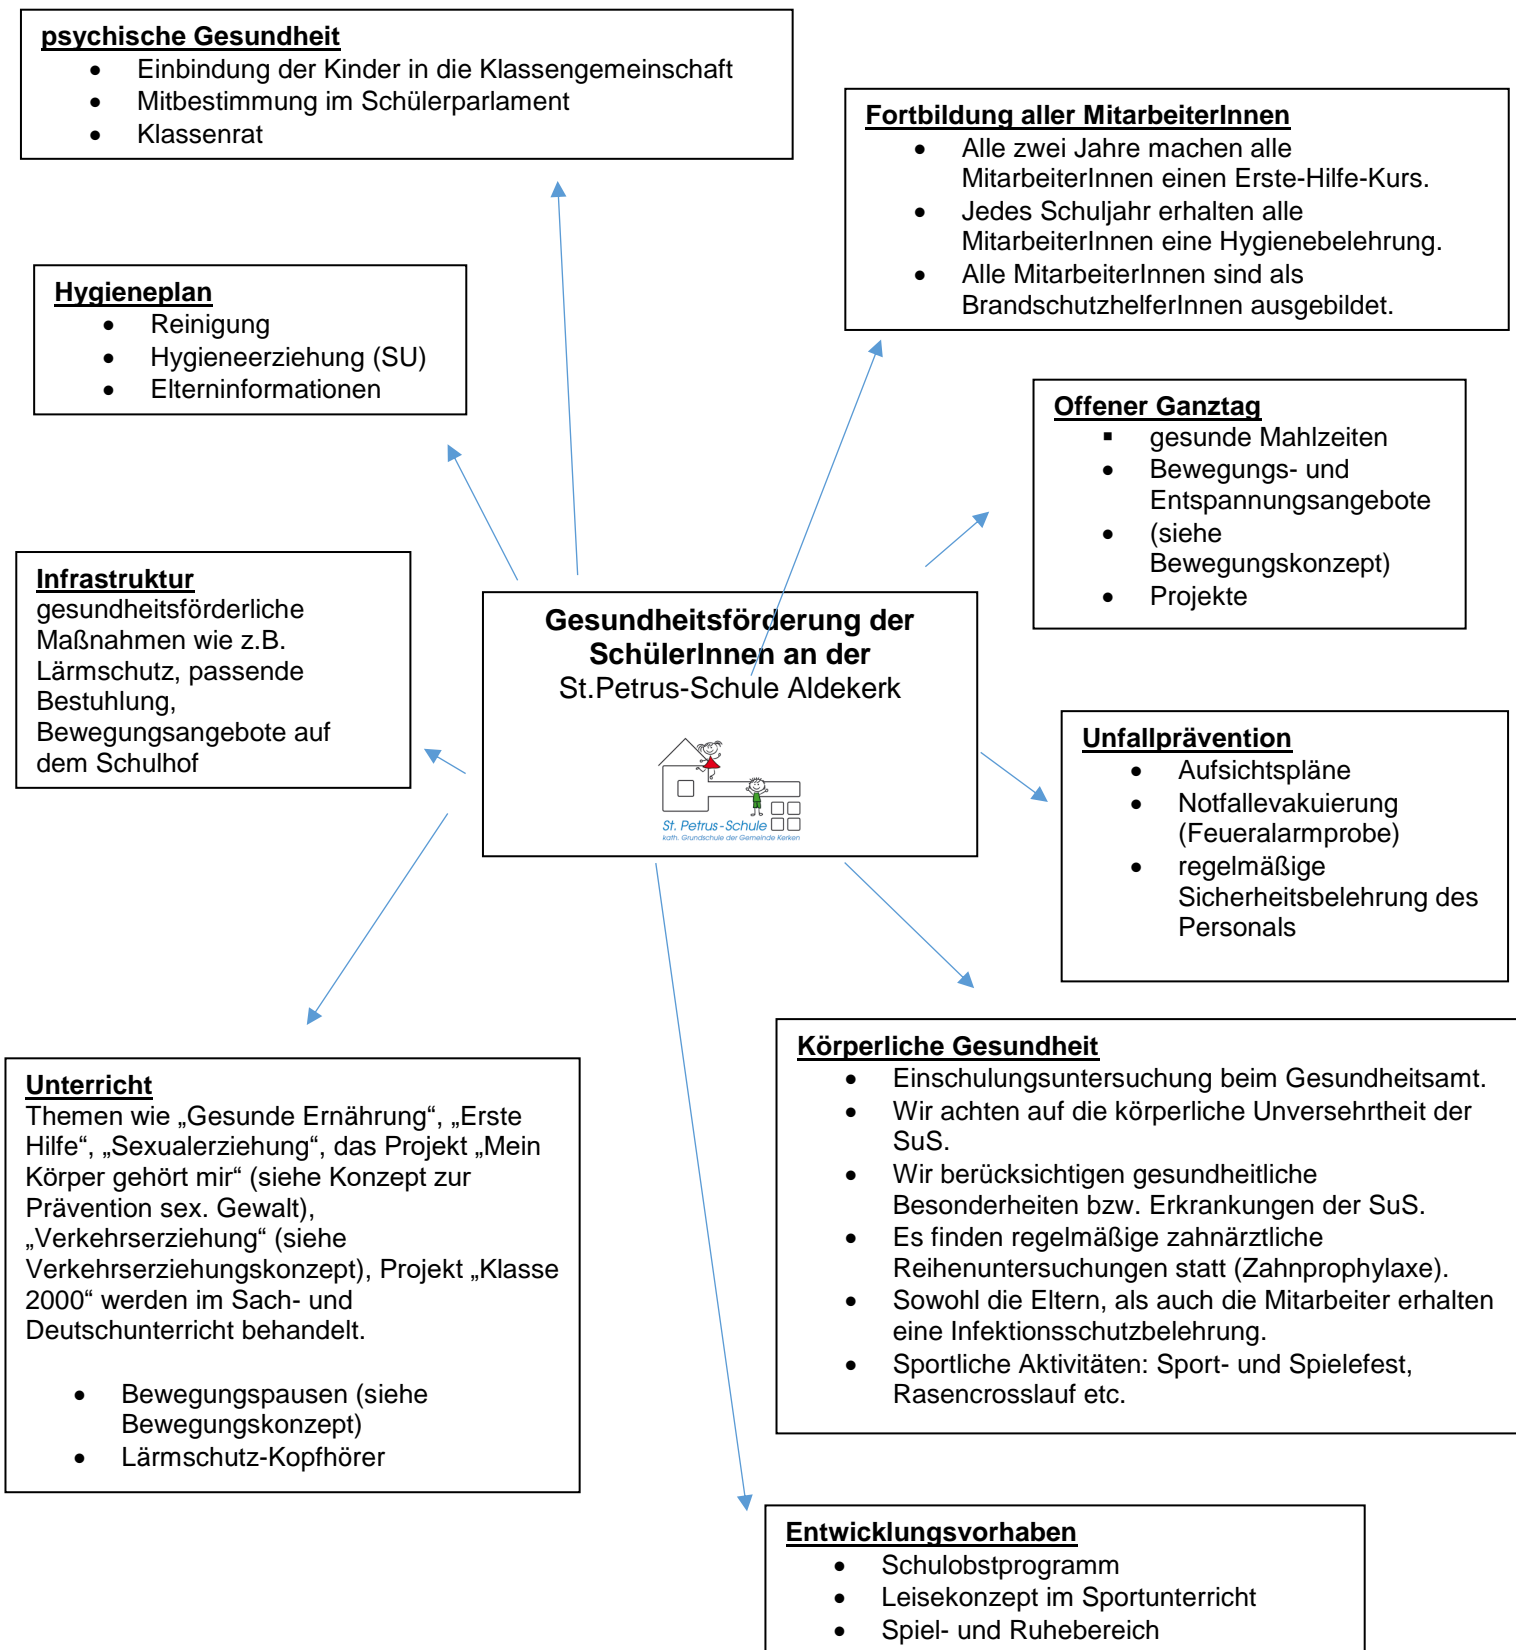 psychische Gesundheit
• Einbindung der Kinder in die Klassengemeinschaft
• Mitbestimmung im Schülerparlament
• Klassenrat
Fortbildung aller MitarbeiterInnen
• Alle zwei Jahre machen alle
MitarbeiterInnen einen Erste-Hilfe-Kurs.
• Jedes Schuljahr erhalten alle
MitarbeiterInnen eine Hygienebelehrung.
• Alle MitarbeiterInnen sind als
BrandschutzhelferInnen ausgebildet.
Hygieneplan
• Reinigung
• Hygieneerziehung (SU)
• Elterninformationen
Offener Ganztag
▪ gesunde Mahlzeiten
• Bewegungs- und
Entspannungsangebote
• (siehe
Bewegungskonzept)
• Projekte
Infrastruktur
gesundheitsförderliche
Maßnahmen wie z.B.
Lärmschutz, passende
Bestuhlung,
Bewegungsangebote auf
dem Schulhof
Gesundheitsförderung der
SchülerInnen an der
St.Petrus-Schule Aldekerk
St. Petrus-Schule
kath. Grundschule der Gemeinde Kerken
Unfallprävention
• Aufsichtspläne
• Notfallevakuierung
(Feueralarmprobe)
• regelmäßige
Sicherheitsbelehrung des
Personals
Unterricht
Themen wie „Gesunde Ernährung“, „Erste
Hilfe“, „Sexualerziehung“, das Projekt „Mein
Körper gehört mir“ (siehe Konzept zur
Prävention sex. Gewalt),
„Verkehrserziehung“ (siehe
Verkehrserziehungskonzept), Projekt „Klasse
2000“ werden im Sach- und
Deutschunterricht behandelt.
• Bewegungspausen (siehe
Bewegungskonzept)
• Lärmschutz-Kopfhörer
Körperliche Gesundheit
• Einschulungsuntersuchung beim Gesundheitsamt.
• Wir achten auf die körperliche Unversehrtheit der
SuS.
• Wir berücksichtigen gesundheitliche
Besonderheiten bzw. Erkrankungen der SuS.
• Es finden regelmäßige zahnärztliche
Reihenuntersuchungen statt (Zahnprophylaxe).
• Sowohl die Eltern, als auch die Mitarbeiter erhalten
eine Infektionsschutzbelehrung.
• Sportliche Aktivitäten: Sport- und Spielefest,
Rasencrosslauf etc.
Entwicklungsvorhaben
• Schulobstprogramm
• Leisekonzept im Sportunterricht
• Spiel- und Ruhebereich